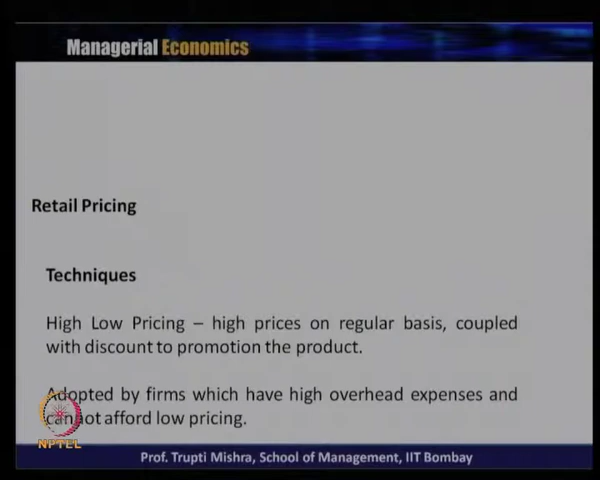 Managerial Economics
Retail Pricing
Techniques
High Low Pricing – high prices on regular basis, coupled
with discount to promotion the product.
Adopted by firms which have high overhead expenses and
cannot afford low pricing.
NPTEL
Prof. Trupti Mishra, School of Management, IIT Bombay